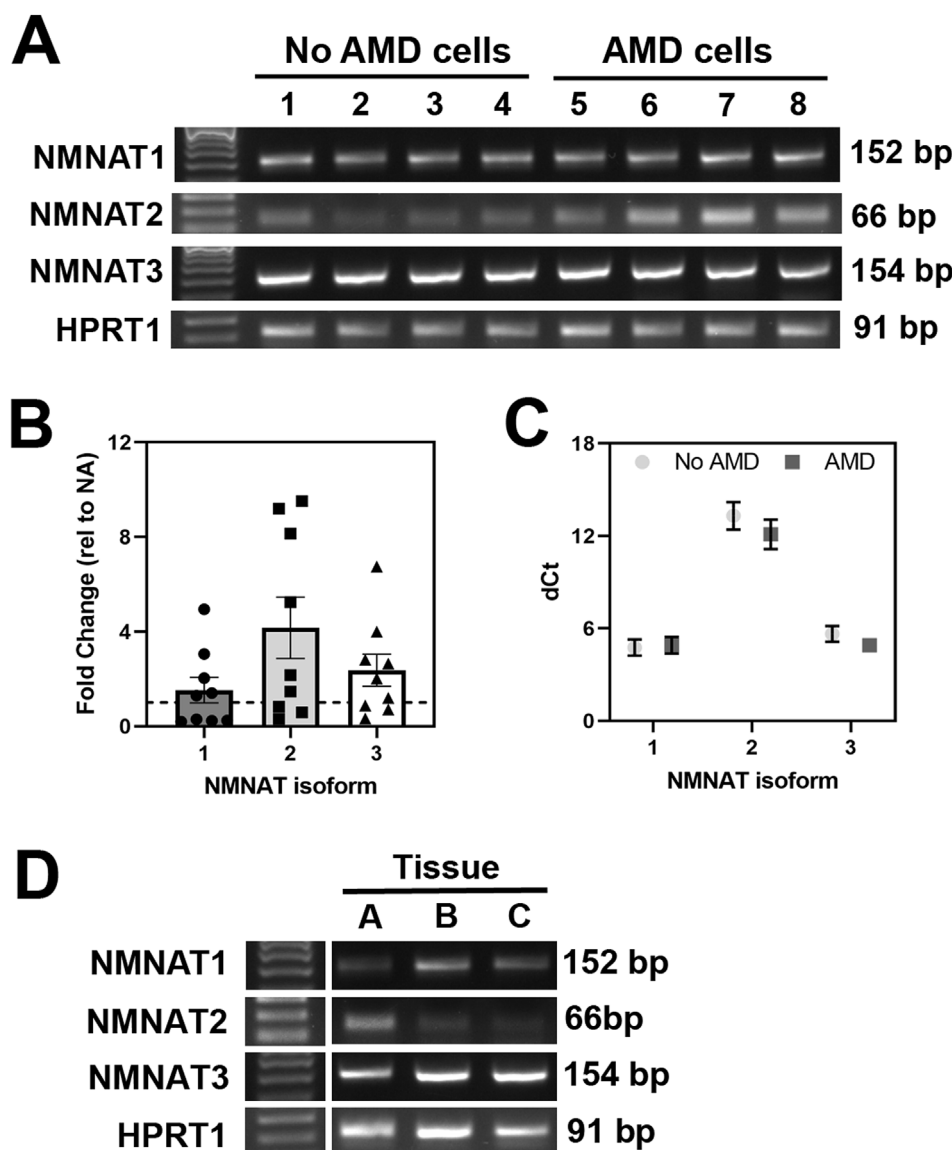 A
No AMD cells
AMD cells
1 2 3 4 5 6 7 8
NMNAT1 152 bp
NMNAT2 66 bp
NMNAT3 154 bp
HPRT1 91 bp
B
Fold Change (rel to NA)
12
8
4
0
1 2 3
NMNAT isoform
C
dCt
18
12
6
0
No AMD AMD
1 2 3
NMNAT isoform
D
Tissue
A B C
NMNAT1 152 bp
NMNAT2 66bp
NMNAT3 154 bp
HPRT1 91 bp